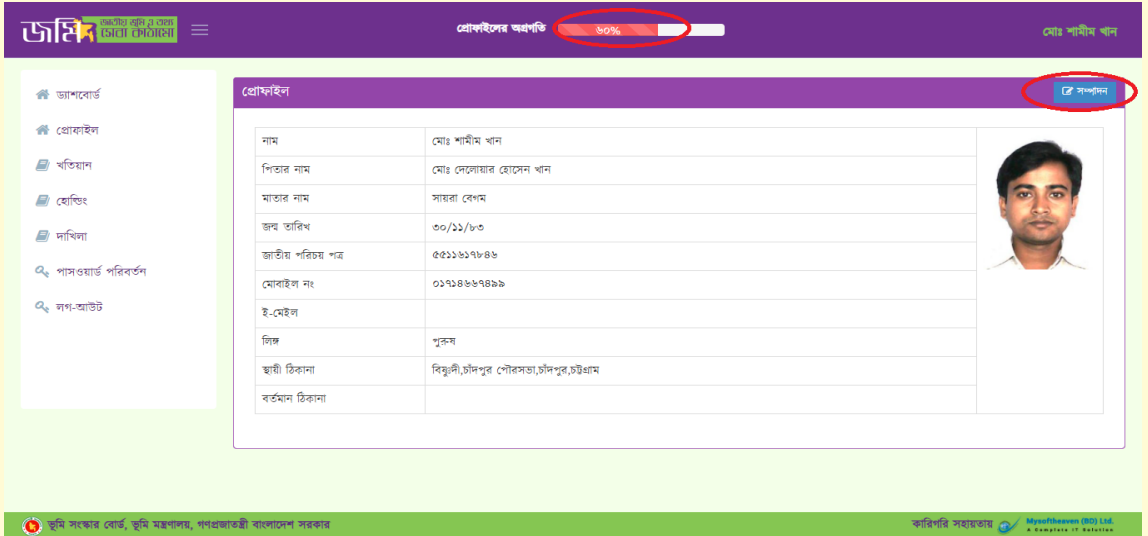 জমি জাতীয় ভূমি ও তথ্য সেবা কাঠামো
প্রোফাইলের অগ্রগতি ৬০%
মোঃ শামীম খান
ড্যাশবোর্ড
প্রোফাইল
খতিয়ান
হোল্ডিং
দাখিলা
পাসওয়ার্ড পরিবর্তন
লগ-আউট
প্রোফাইল
সম্পাদন
নাম মোঃ শামীম খান
পিতার নাম মোঃ দেলোয়ার হোসেন খান
মাতার নাম সায়রা বেগম
জন্ম তারিখ ৩০/১১/৮৩
জাতীয় পরিচয় পত্র ৫৫১১৬১৭৮৪৬
মোবাইল নং ০১৭১৪৬৬৭৪৯৯
ই-মেইল
লিঙ্গ পুরুষ
স্থায়ী ঠিকানা বিষ্ণুদী,চাঁদপুর পৌরসভা,চাঁদপুর,চট্টগ্রাম
বর্তমান ঠিকানা
ভূমি সংস্কার বোর্ড, ভূমি মন্ত্রণালয়, গণপ্রজাতন্ত্রী বাংলাদেশ সরকার
কারিগরি সহায়তায় Mysoftheaven (BD) Ltd.
A Complete IT Solution